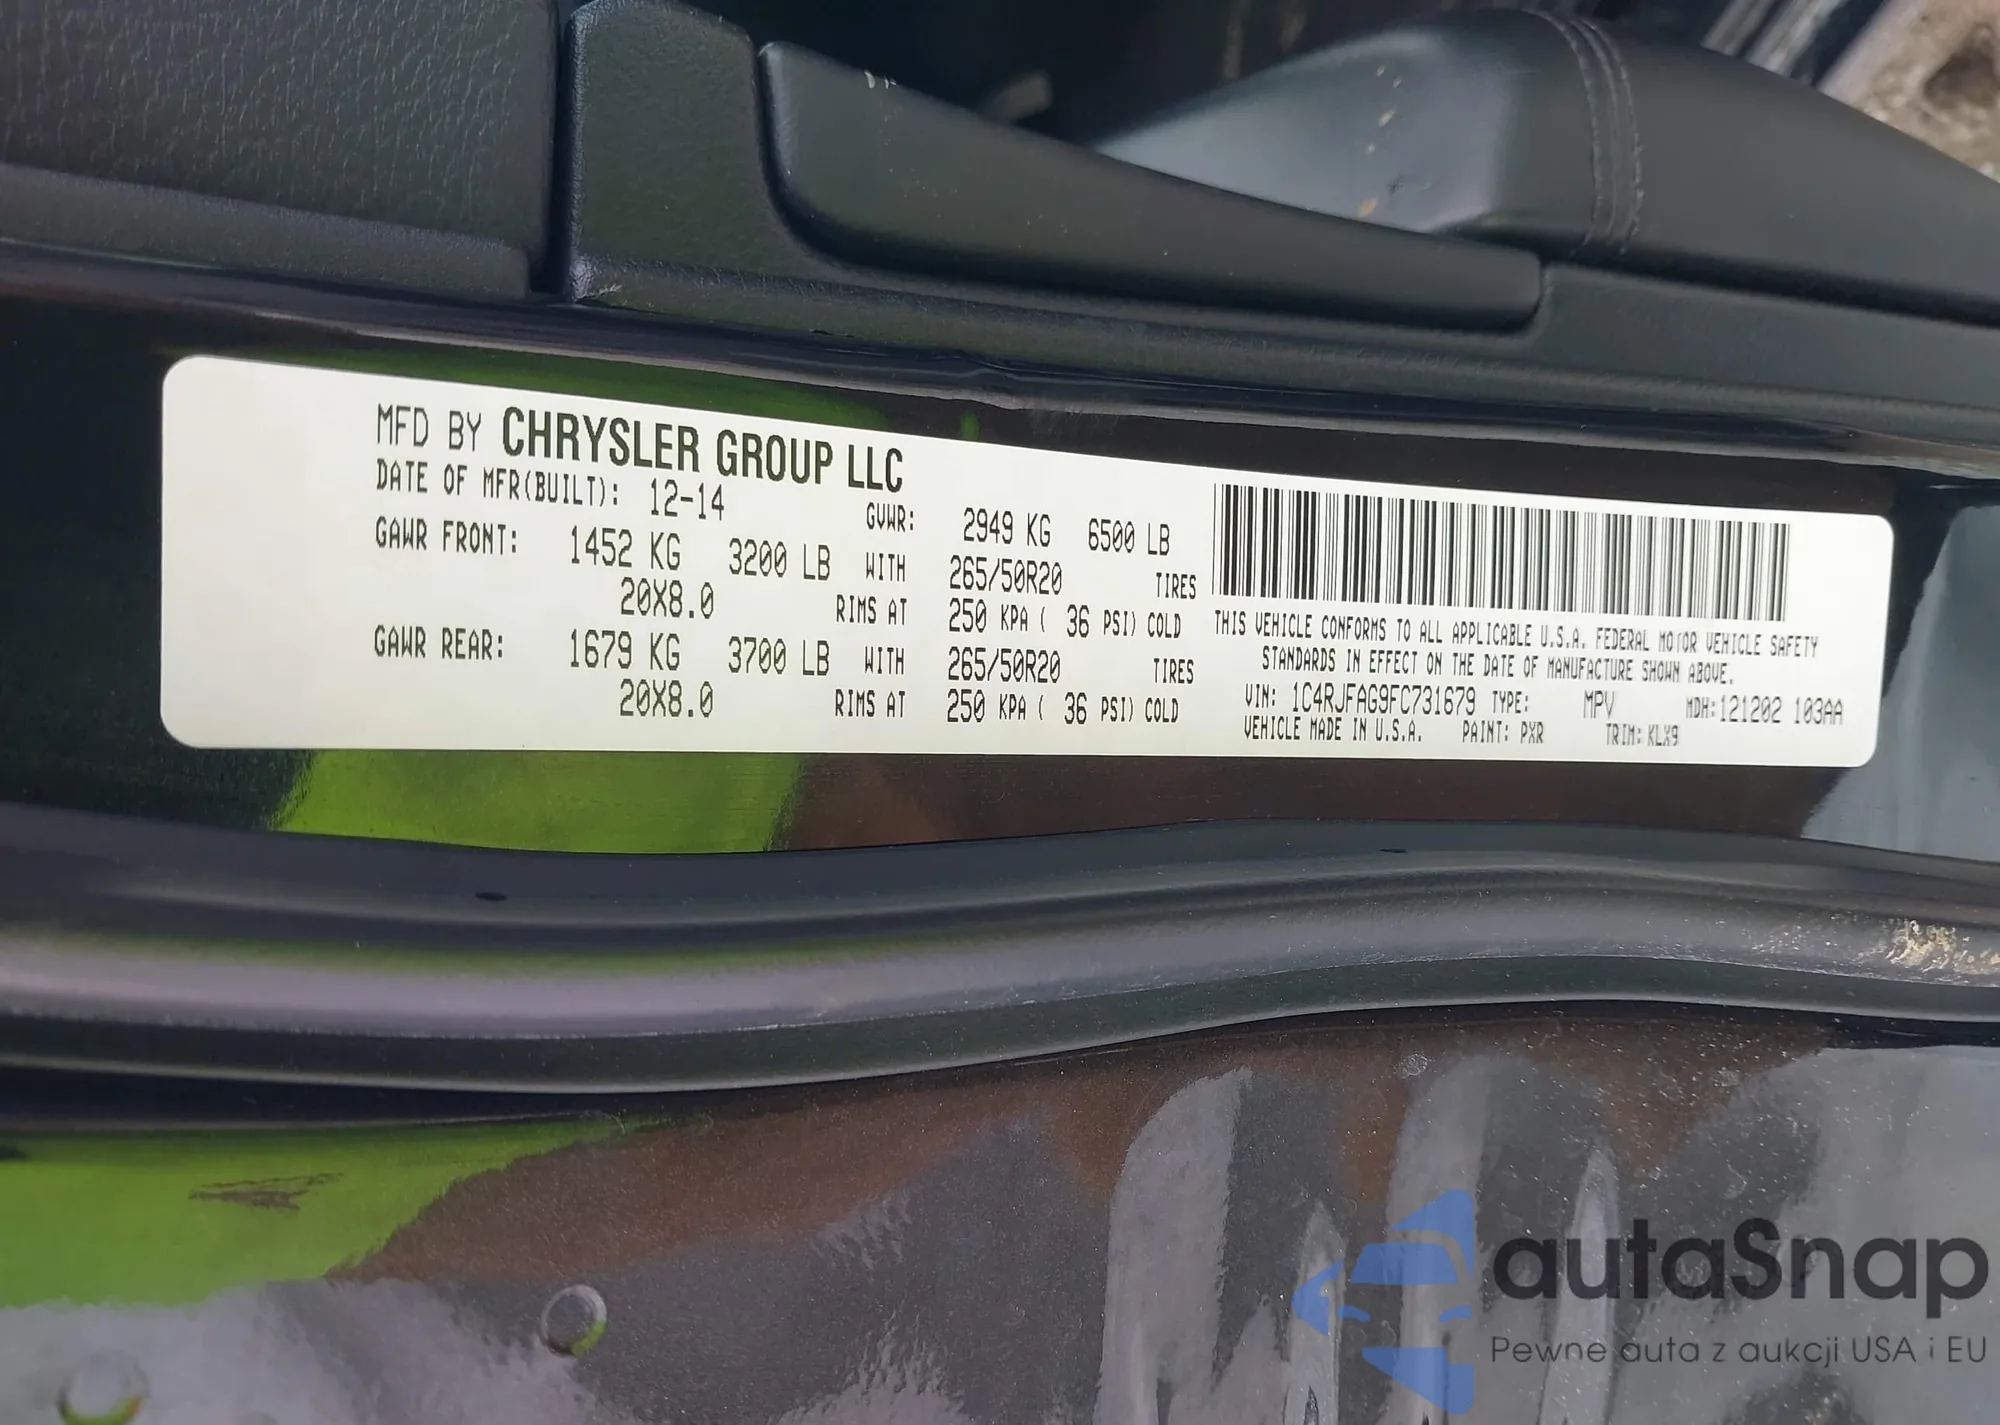 MFD BY CHRYSLER GROUP LLC
DATE OF MFR(BUILT): 12-14 GVWR: 2949 KG 6500 LB
GAWR FRONT: 1452 KG 3200 LB WITH 265/50R20 TIRES
20X8.0 RIMS AT 250 KPA ( 36 PSI) COLD
GAWR REAR: 1679 KG 3700 LB WITH 265/50R20 TIRES
20X8.0 RIMS AT 250 KPA ( 36 PSI) COLD
THIS VEHICLE CONFORMS TO ALL APPLICABLE U.S.A. FEDERAL MOTOR VEHICLE SAFETY
STANDARDS IN EFFECT ON THE DATE OF MANUFACTURE SHOWN ABOVE.
VIN: 1C4RJFAG9FC731679 TYPE: MPV MDH:121202 103AA
VEHICLE MADE IN U.S.A. PAINT: PXR TRIM: KLX9
autaSnap
Pewne auta z aukcji USA i EU